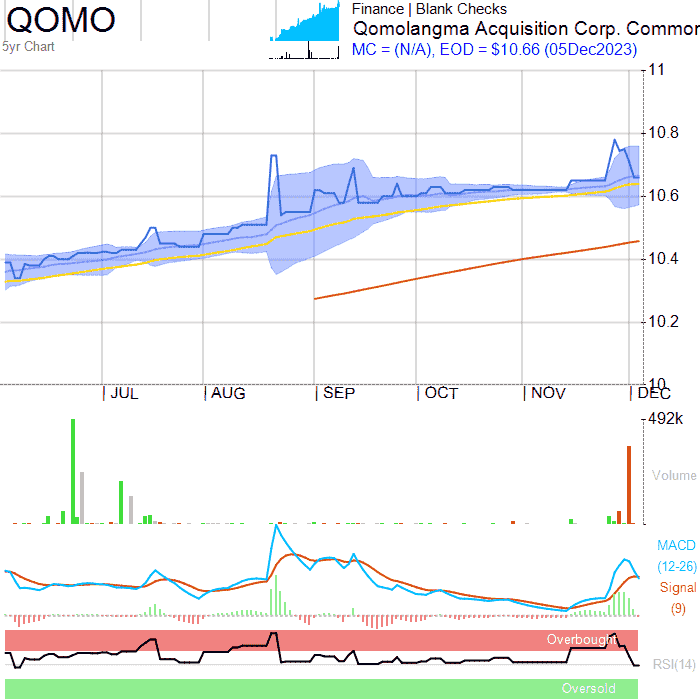 QOMO
5yr Chart
Finance | Blank Checks
Qomolangma Acquisition Corp. Common
MC = (N/A), EOD = $10.66 (05Dec2023)
11
10.8
10.6
10.4
10.2
10
JUL AUG SEP OCT NOV DEC
492k
Volume
MACD
(12-26)
Signal
(9)
Overbought
RSI(14)
Oversold